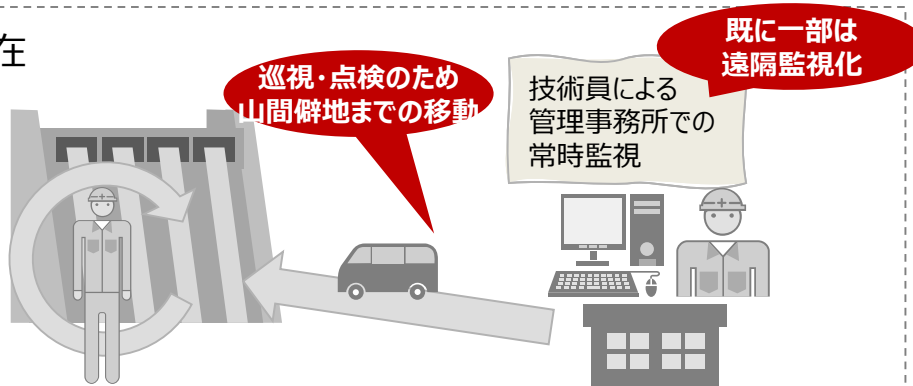 在
既に一部は
遠隔監視化
巡視・点検のため
山間僻地までの移動
技術員による
管理事務所での
常時監視